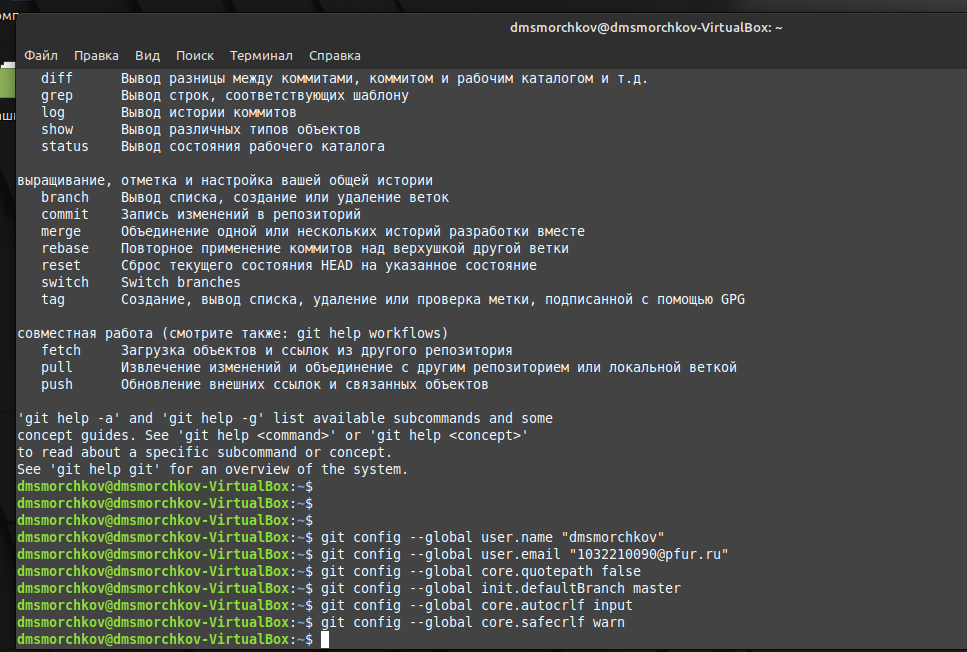 dmsmorchkov@dmsmorchkov-VirtualBox: ~
Файл Правка Вид Поиск Терминал Справка
diff Вывод разницы между коммитами, коммитом и рабочим каталогом и т.д.
grep Вывод строк, соответствующих шаблону
log Вывод истории коммитов
show Вывод различных типов объектов
status Вывод состояния рабочего каталога
выращивание, отметка и настройка вашей общей истории
branch Вывод списка, создание или удаление веток
commit Запись изменений в репозиторий
merge Объединение одной или нескольких историй разработки вместе
rebase Повторное применение коммитов над верхушкой другой ветки
reset Сброс текущего состояния HEAD на указанное состояние
switch Switch branches
tag Создание, вывод списка, удаление или проверка метки, подписанной с помощью GPG
совместная работа (смотрите также: git help workflows)
fetch Загрузка объектов и ссылок из другого репозитория
pull Извлечение изменений и объединение с другим репозиторием или локальной веткой
push Обновление внешних ссылок и связанных объектов
'git help -a' and 'git help -g' list available subcommands and some
concept guides. See 'git help <command>' or 'git help <concept>'
to read about a specific subcommand or concept.
See 'git help git' for an overview of the system.
dmsmorchkov@dmsmorchkov-VirtualBox:~$
dmsmorchkov@dmsmorchkov-VirtualBox:~$
dmsmorchkov@dmsmorchkov-VirtualBox:~$
dmsmorchkov@dmsmorchkov-VirtualBox:~$ git config --global user.name "dmsmorchkov"
dmsmorchkov@dmsmorchkov-VirtualBox:~$ git config --global user.email "1032210090@pfur.ru"
dmsmorchkov@dmsmorchkov-VirtualBox:~$ git config --global core.quotepath false
dmsmorchkov@dmsmorchkov-VirtualBox:~$ git config --global init.defaultBranch master
dmsmorchkov@dmsmorchkov-VirtualBox:~$ git config --global core.autocrlf input
dmsmorchkov@dmsmorchkov-VirtualBox:~$ git config --global core.safecrlf warn
dmsmorchkov@dmsmorchkov-VirtualBox:~$